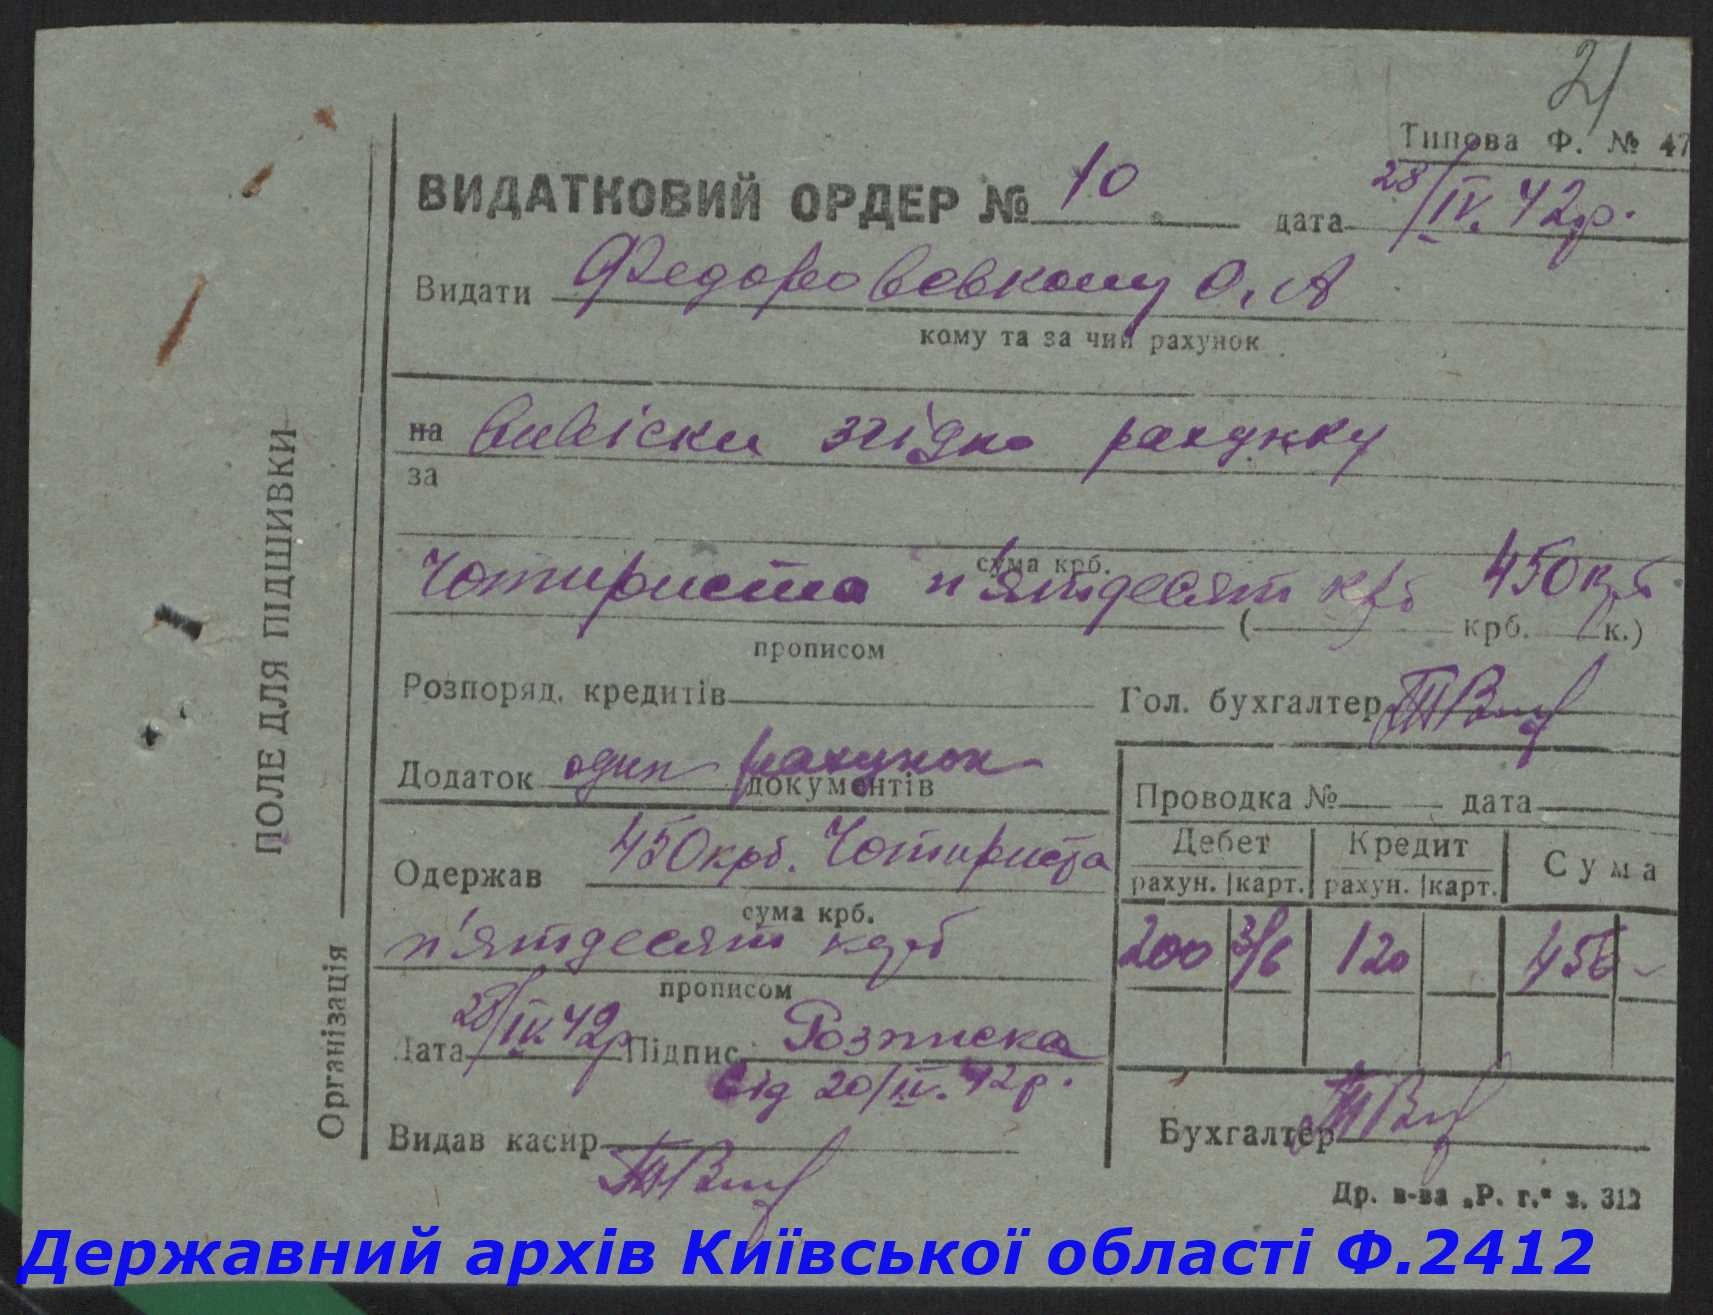 21
Типова Ф. № 47
ВИДАТКОВИЙ ОРДЕР № 10 дата 28/IV. 42р.
Видати Федоровському О. А
кому та за чий рахунок
на вивіски згідно рахунку
за
сума крб.
Чотириста п'ятдесят крб 450 крб
( крб. к.)
прописом
Розпоряд. кредитів Гол. бухгалтер
Додаток один рахунок документів
Проводка № дата
Дебет Кредит Сума
рахун. карт. рахун. карт.
200 3/6 120 450 -
Одержав 450 крб. Чотириста
сума крб.
п'ятдесят крб
прописом
Дата 28/IV 42р Підпис Розписка
від 20/IV. 42р.
Видав касир Бухгалтер
Др. в-ва „Р. г.“ з. 312
ПОЛЕ ДЛЯ ПІДШИВКИ
Організація
Державний архів Київської області Ф.2412